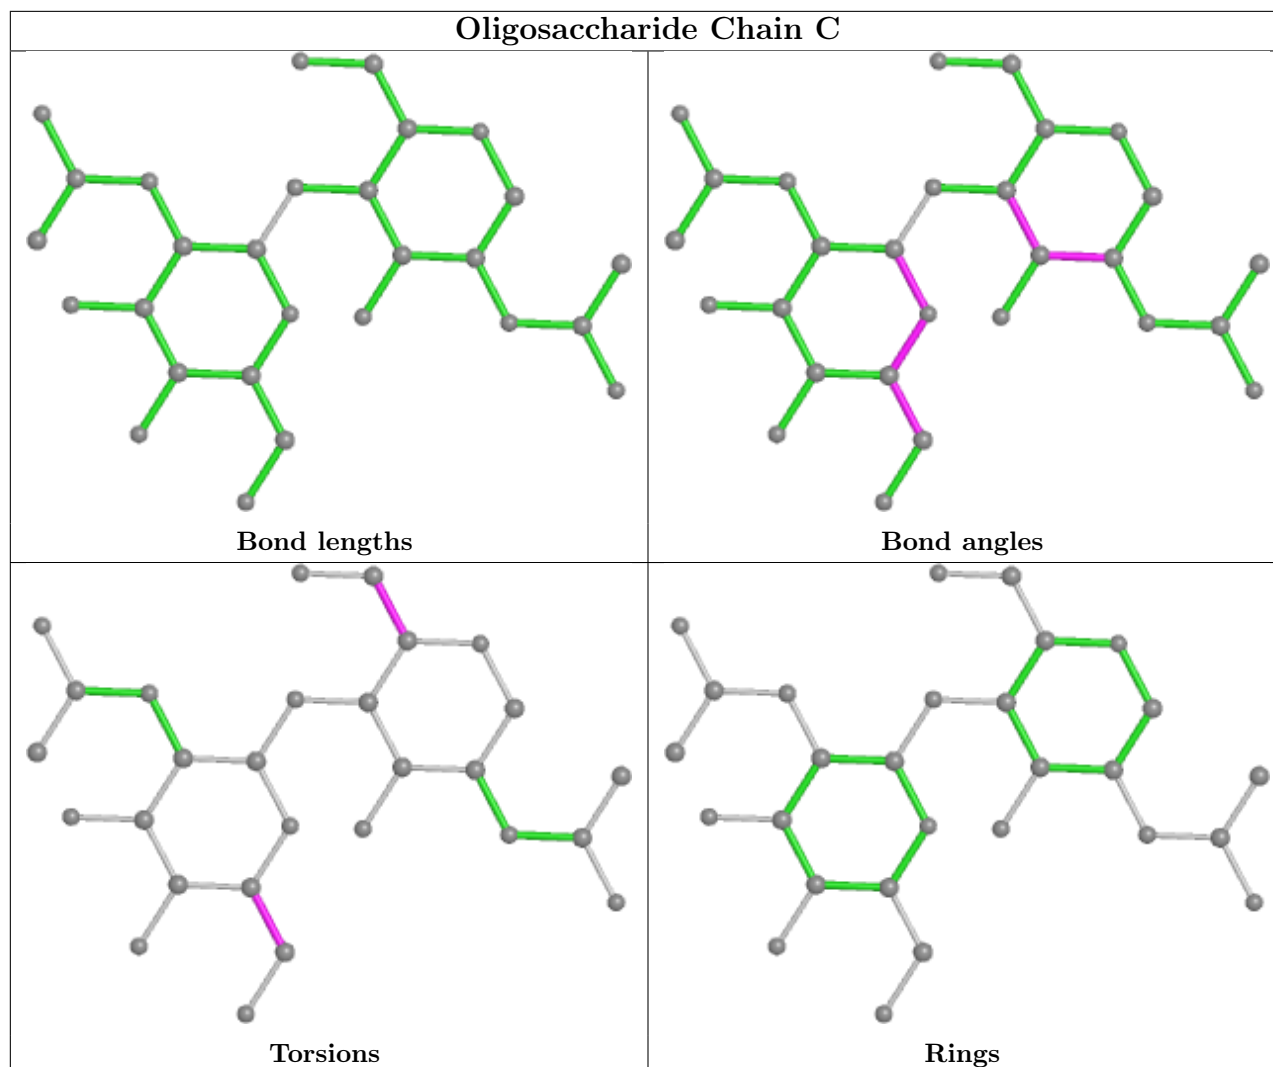 Oligosaccharide Chain C
Bond lengths
Bond angles
Torsions
Rings